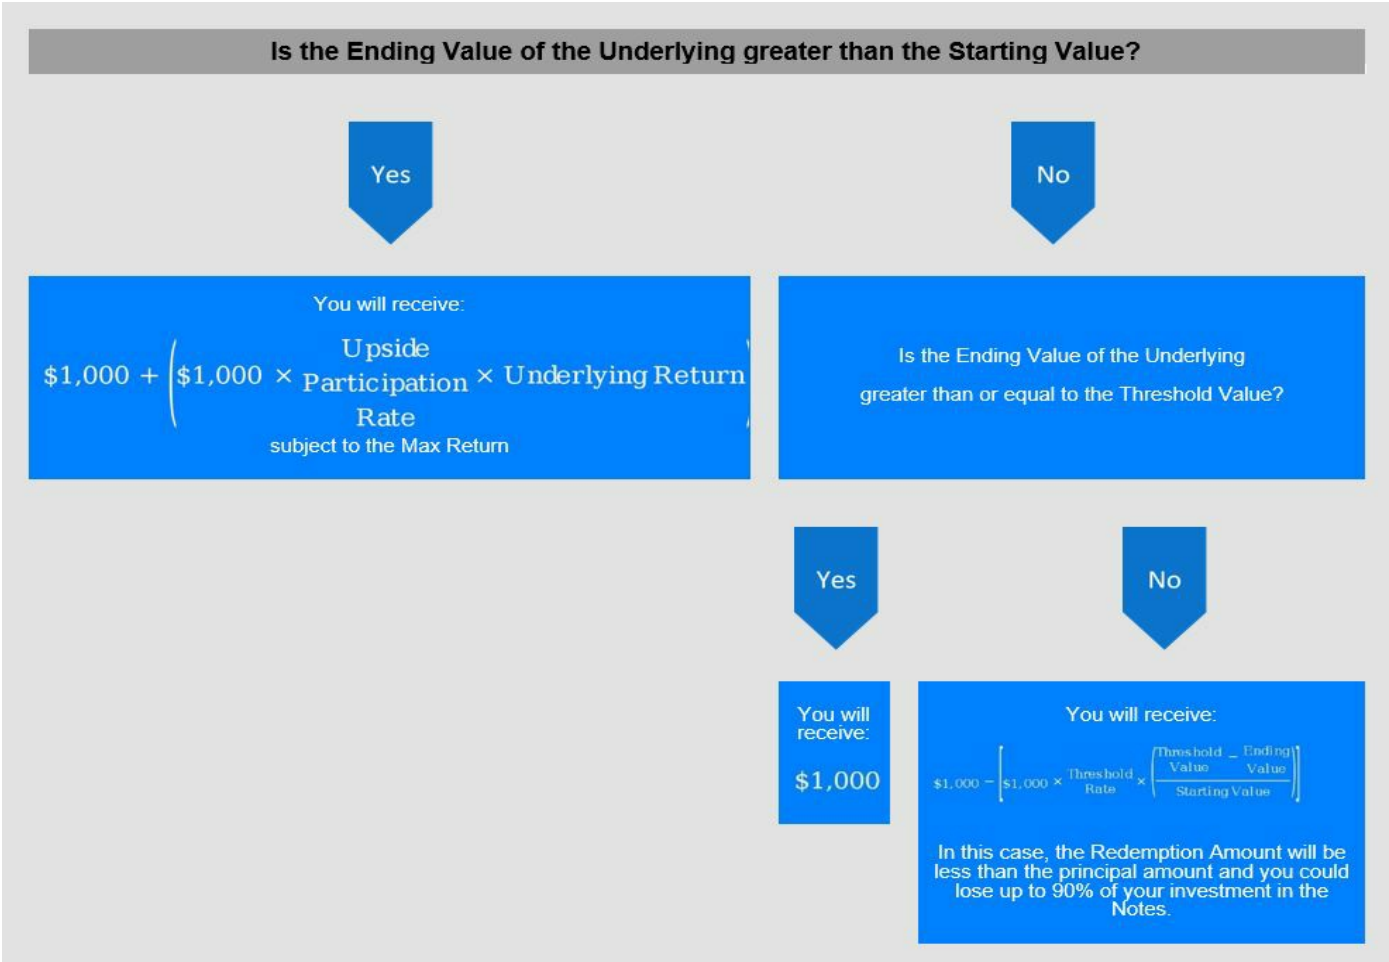 Is the Ending Value of the Underlying greater than the Starting Value?
Yes
No
You will receive:
$1,000 + ($1,000 × Upside Participation Rate × Underlying Return)
subject to the Max Return
Is the Ending Value of the Underlying
greater than or equal to the Threshold Value?
Yes
No
You will
receive:
$1,000
You will receive:
$1,000 − [$1,000 × Threshold Rate × (Threshold Value − Ending Value / Starting Value)]
In this case, the Redemption Amount will be
less than the principal amount and you could
lose up to 90% of your investment in the
Notes.